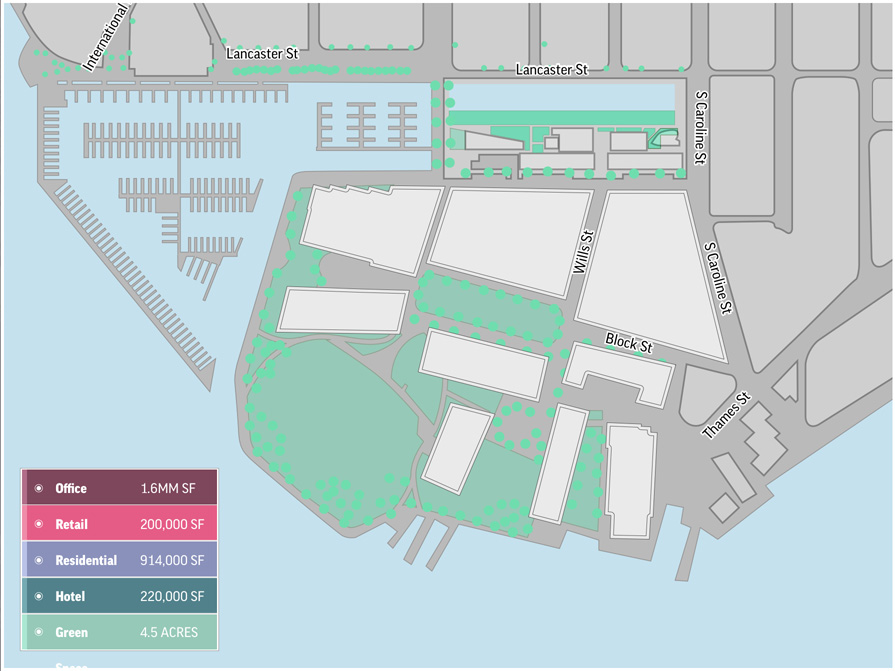 International
Lancaster St
Lancaster St
S Caroline St
Wills St
S Caroline St
Block St
Thames St
Office 1.6MM SF
Retail 200,000 SF
Residential 914,000 SF
Hotel 220,000 SF
Green 4.5 ACRES
Space